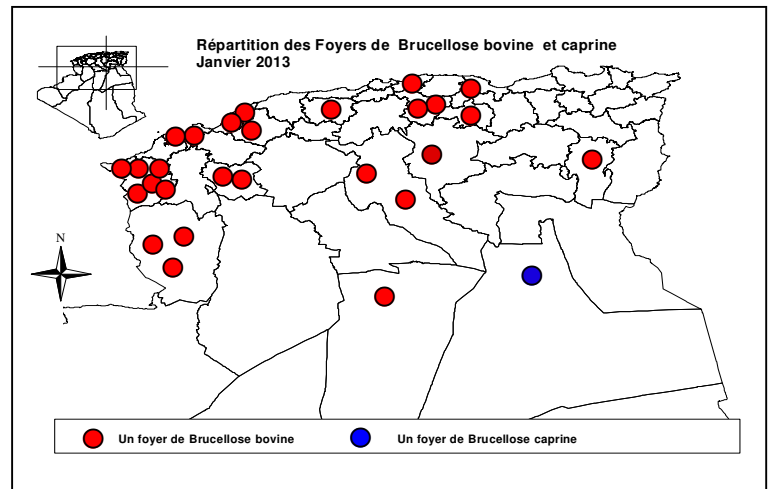 Répartition des Foyers de Brucellose bovine et caprine
Janvier 2013
N
Un foyer de Brucellose bovine
Un foyer de Brucellose caprine